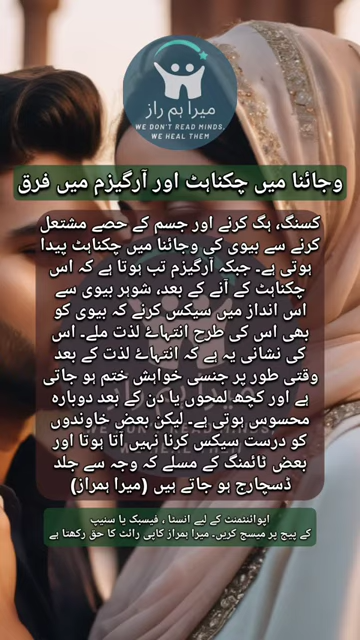 میرا ہم راز
WE DON'T READ MINDS,
WE HEAL THEM
وجائنا میں چکناہٹ اور آرگیزم میں فرق
کسنگ، ہگ کرنے اور جسم کے حصے مشتعل
کرنے سے بیوی کی وجائنا میں چکناہٹ پیدا
ہوتی ہے۔ جبکہ آرگیزم تب ہوتا ہے کہ اس
چکناہٹ کے آنے کے بعد، شوہر بیوی سے
اس انداز میں سیکس کرنے کہ بیوی کو
بھی اس کی طرح انتہاۓ لذت ملے۔ اس
کی نشانی یہ ہے کہ انتہاۓ لذت کے بعد
وقتی طور پر جنسی خواہش ختم ہو جاتی
ہے اور کچھ لمحوں یا دن کے بعد دوبارہ
محسوس ہوتی ہے۔ لیکن بعض خاوندوں
کو درست سیکس کرنا نہیں آتا ہوتا اور
بعض ٹائمنگ کے مسلے کہ وجہ سے جلد
ڈسچارج ہو جاتے ہیں (میرا ہمراز)
اپوائنٹمنٹ کے لیے انسٹا ، فیسبک یا سنیپ
کے پیج پر میسج کریں۔ میرا ہمراز کاپی رائٹ کا حق رکھتا ہے